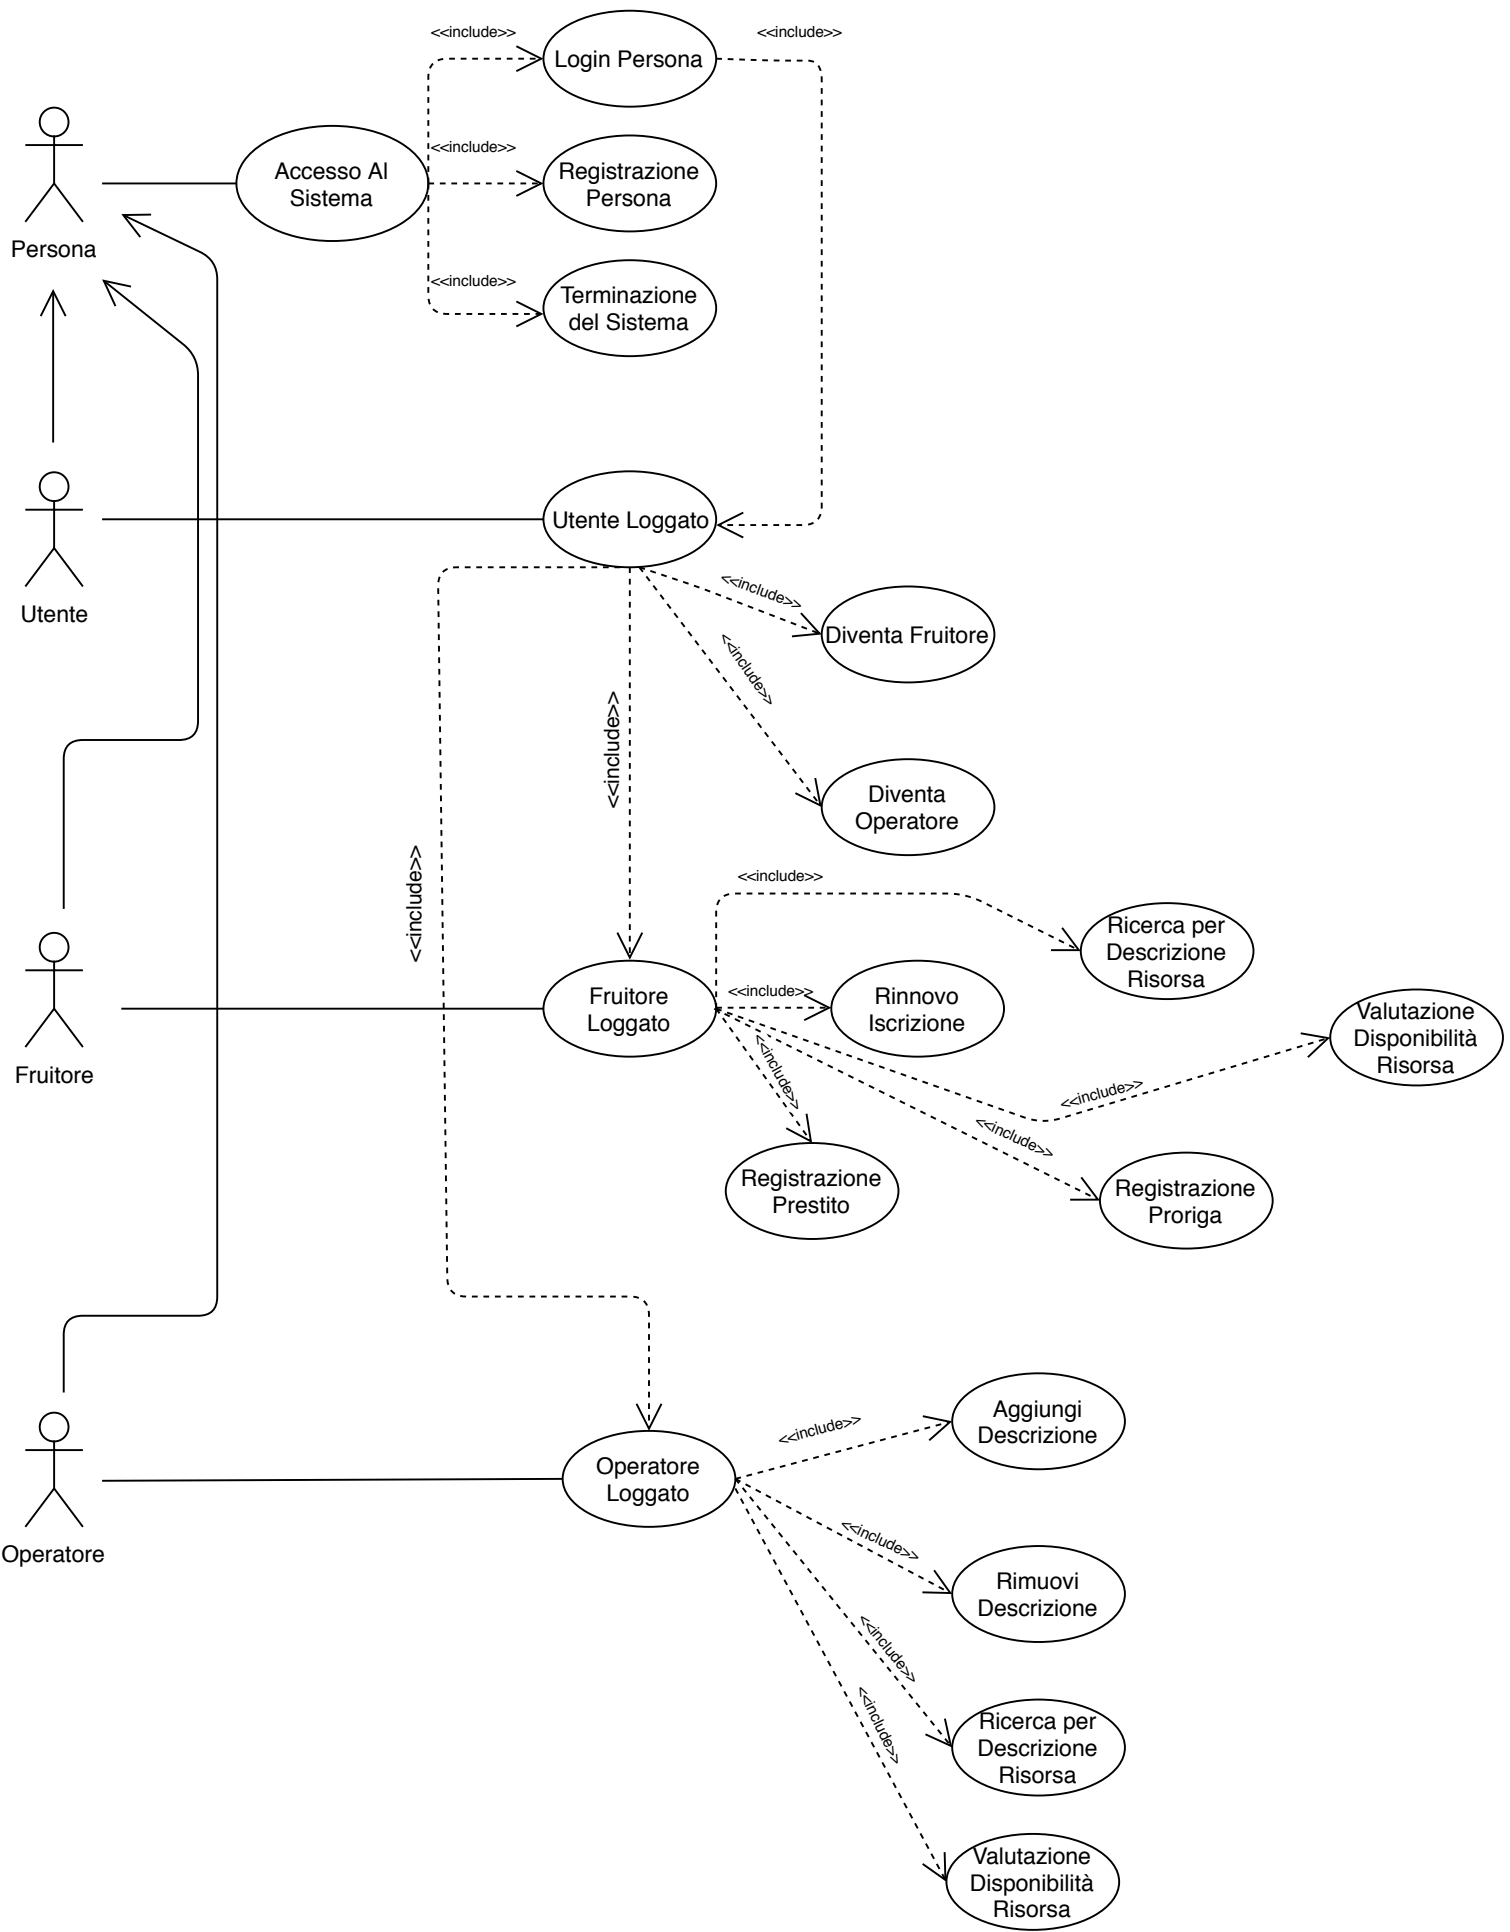 <<include>>
<<include>>
Login Persona
<<include>>
Accesso Al
Sistema
Registrazione
Persona
Persona
<<include>>
Terminazione
del Sistema
Utente Loggato
Utente
<<include>>
Diventa Fruitore
<<include>>
<<include>>
Diventa
Operatore
<<include>>
<<include>>
Ricerca per
Descrizione
Risorsa
Fruitore
Loggato
<<include>>
Rinnovo
Iscrizione
Valutazione
Disponibilità
Risorsa
Fruitore
<<include>>
<<include>>
<<include>>
Registrazione
Prestito
Registrazione
Proriga
Operatore
Loggato
<<include>>
Aggiungi
Descrizione
Operatore
<<include>>
Rimuovi
Descrizione
<<include>>
<<include>>
Ricerca per
Descrizione
Risorsa
Valutazione
Disponibilità
Risorsa